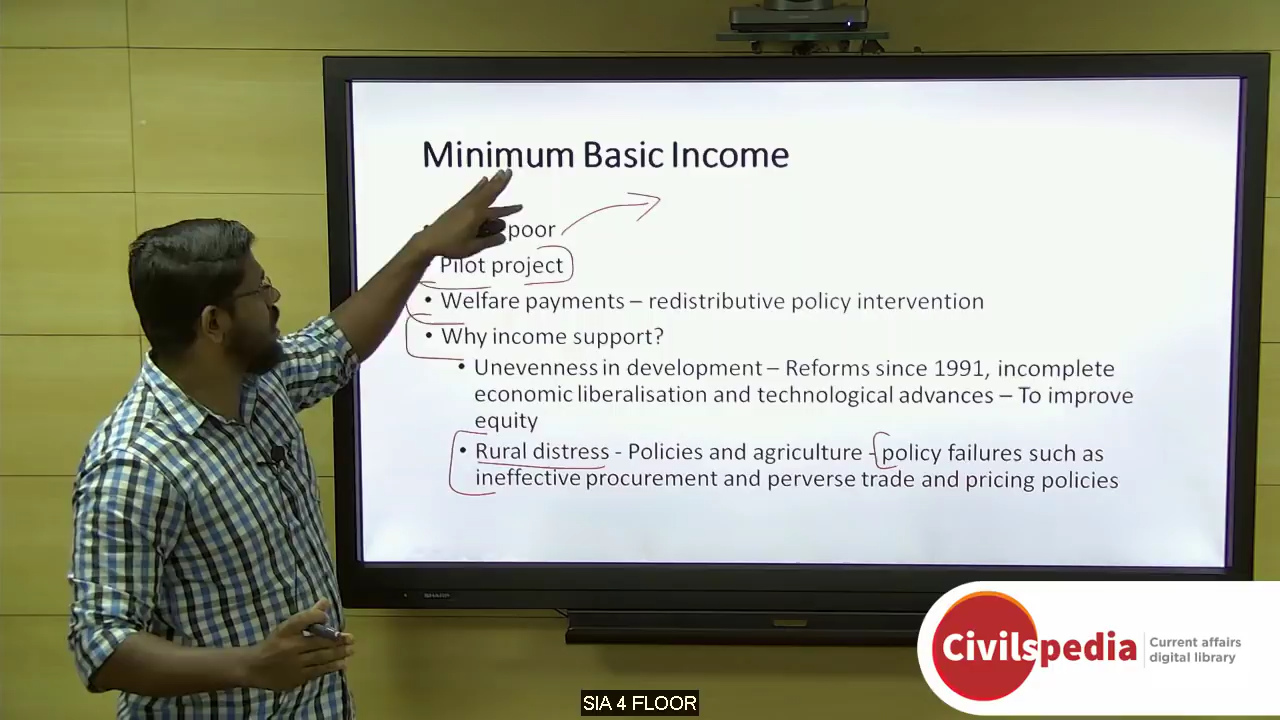 Minimum Basic Income
poor
• Pilot project
• Welfare payments – redistributive policy intervention
• Why income support?
• Unevenness in development – Reforms since 1991, incomplete
economic liberalisation and technological advances – To improve
equity
• Rural distress - Policies and agriculture - policy failures such as
ineffective procurement and perverse trade and pricing policies
SHARP
Civilspedia
Current affairs
digital library
SIA 4 FLOOR